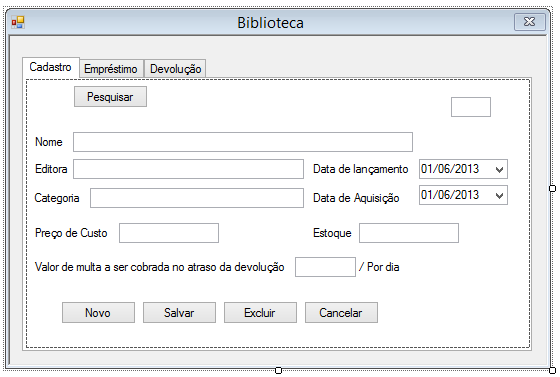 Biblioteca
Cadastro Empréstimo Devolução
Pesquisar
Nome
Editora Data de lançamento 01/06/2013
Categoria Data de Aquisição 01/06/2013
Preço de Custo Estoque
Valor de multa a ser cobrada no atraso da devolução / Por dia
Novo Salvar Excluir Cancelar